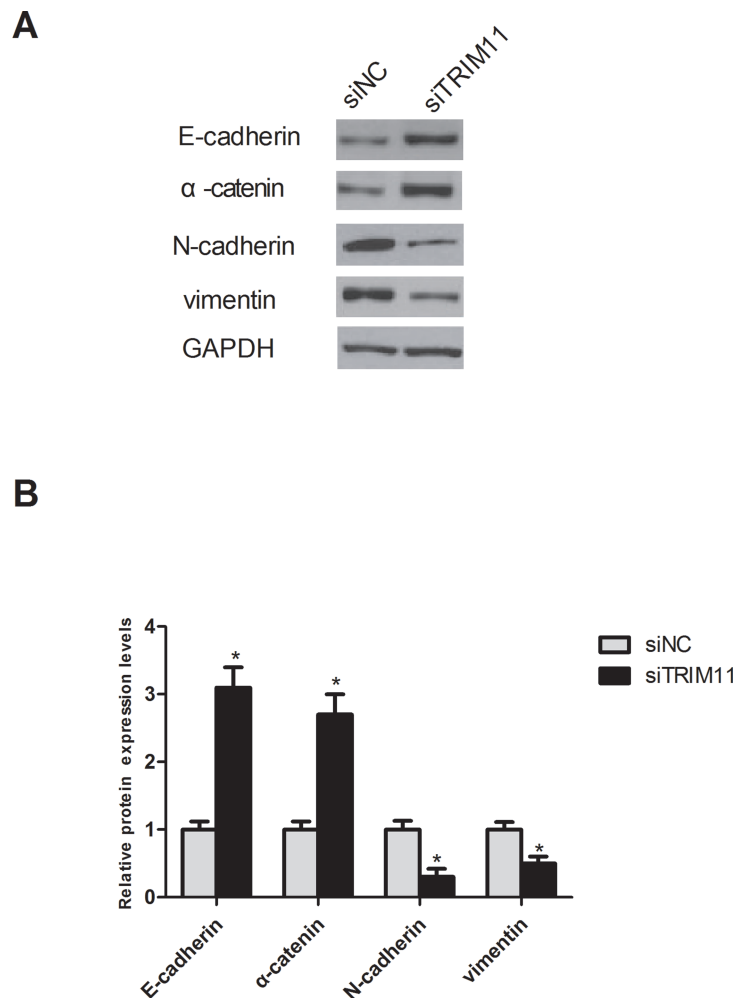 A
siNC siTRIM11
E-cadherin
α -catenin
N-cadherin
vimentin
GAPDH
B
Relative protein expression levels
4
3
2
1
0
* * * *
siNC
siTRIM11
E-cadherin α-catenin N-cadherin vimentin